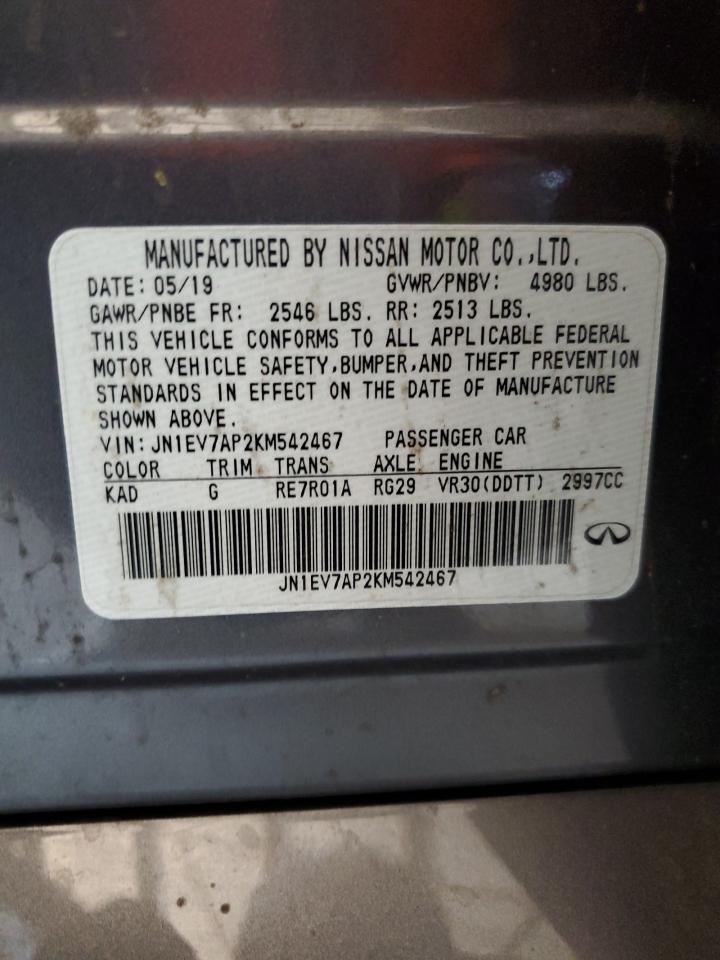 MANUFACTURED BY NISSAN MOTOR CO.,LTD.
DATE: 05/19 GVWR/PNBV: 4980 LBS.
GAWR/PNBE FR: 2546 LBS. RR: 2513 LBS.
THIS VEHICLE CONFORMS TO ALL APPLICABLE FEDERAL
MOTOR VEHICLE SAFETY,BUMPER,AND THEFT PREVENTION
STANDARDS IN EFFECT ON THE DATE OF MANUFACTURE
SHOWN ABOVE.
VIN: JN1EV7AP2KM542467 PASSENGER CAR
COLOR TRIM TRANS AXLE ENGINE
KAD G RE7R01A RG29 VR30(DDTT) 2997CC
JN1EV7AP2KM542467